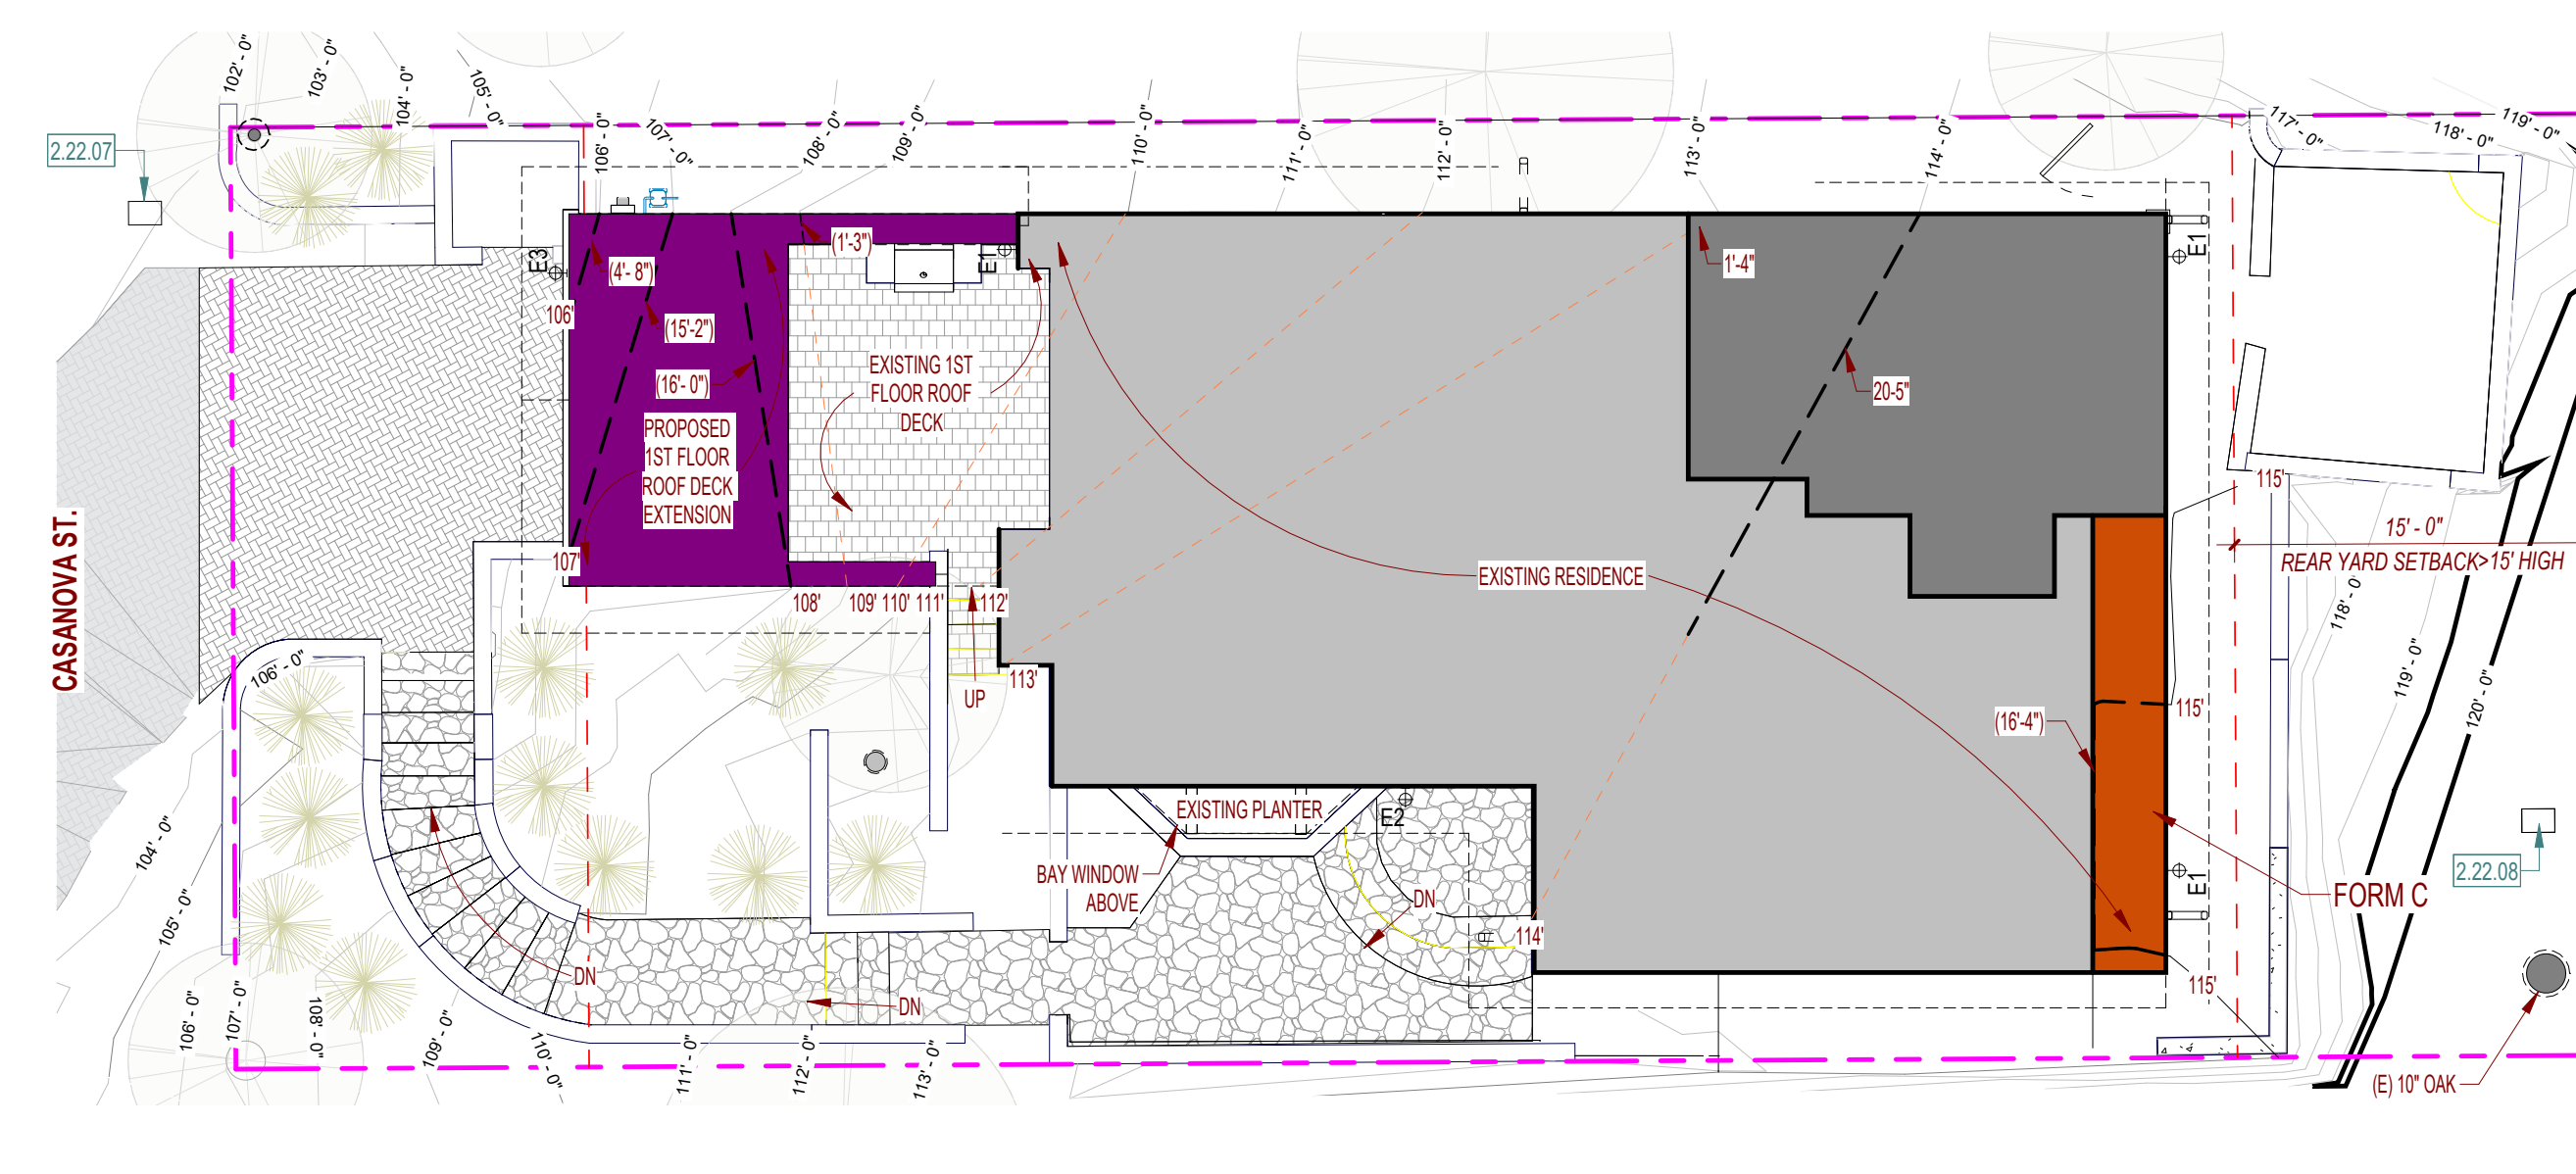 102' - 0"
103' - 0"
104' - 0"
105' - 0"
106' - 0"
107' - 0"
108' - 0"
109' - 0"
110' - 0"
111' - 0"
112' - 0"
113' - 0"
114' - 0"
117' - 0"
118' - 0"
119' - 0"
2.22.07
E3
(4'- 8")
(1'-3")
E1
1'-4"
E1
106'
(15'-2")
(16'- 0")
EXISTING 1ST
FLOOR ROOF
DECK
20-5"
PROPOSED
1ST FLOOR
ROOF DECK
EXTENSION
115'
15' - 0"
REAR YARD SETBACK>15' HIGH
CASANOVA ST.
107'
108'
109'
110'
111'
112'
EXISTING RESIDENCE
118' - 0"
106' - 0"
UP
113'
119' - 0"
120' - 0"
(16'-4")
115'
EXISTING PLANTER
E2
BAY WINDOW
ABOVE
DN
104' - 0"
105' - 0"
E1
FORM C
2.22.08
114'
DN
DN
115'
106' - 0"
107' - 0"
108' - 0"
109' - 0"
110' - 0"
111' - 0"
112' - 0"
113' - 0"
(E) 10" OAK